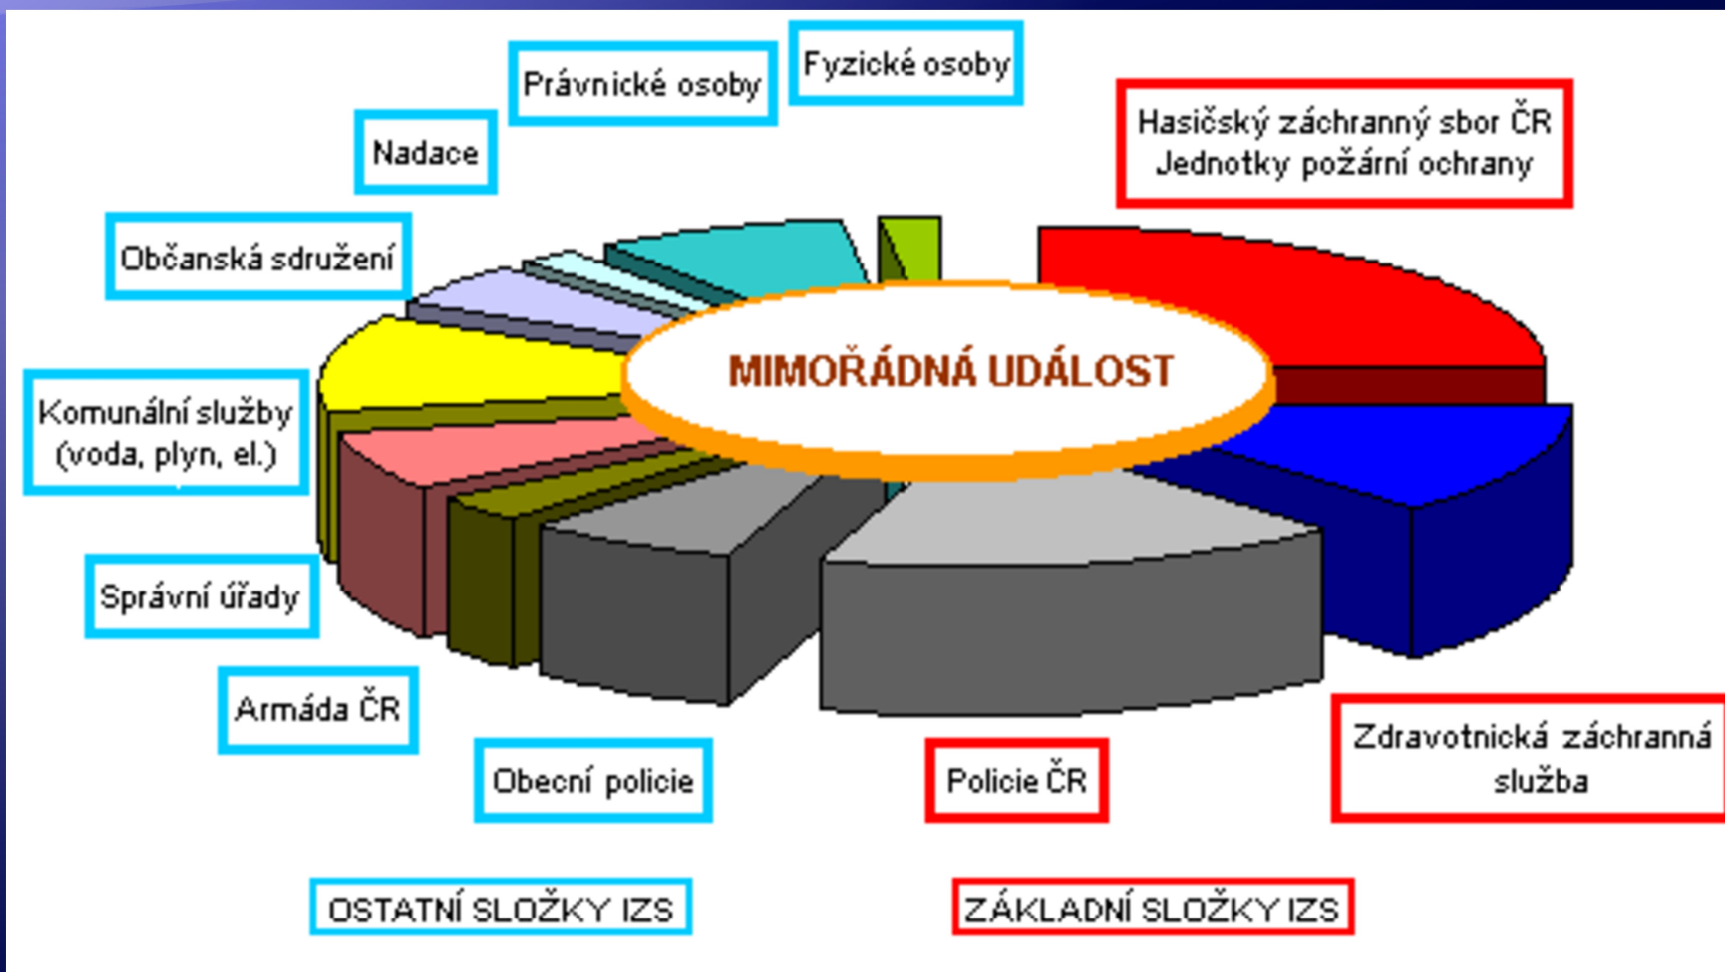 Fyzické osoby
Právnické osoby
Hasičský záchranný sbor ČR
Jednotky požární ochrany
Nadace
Občanská sdružení
MIMOŘÁDNÁ UDÁLOST
Komunální služby
(voda, plyn, el.)
Správní úřady
Armáda ČR
Obecní policie
Policie ČR
Zdravotnická záchranná
služba
OSTATNÍ SLOŽKY IZS
ZÁKLADNÍ SLOŽKY IZS